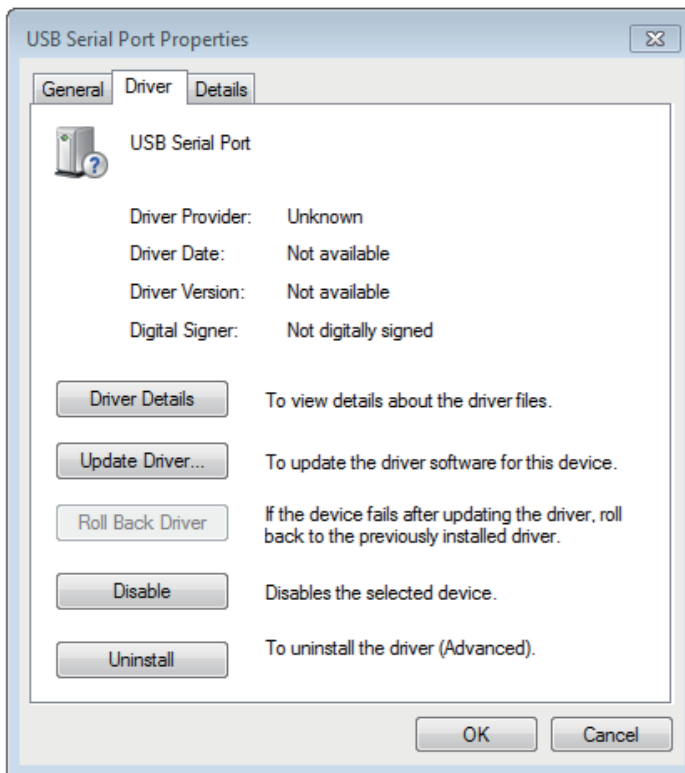 USB Serial Port Properties
General Driver Details
USB Serial Port
Driver Provider: Unknown
Driver Date: Not available
Driver Version: Not available
Digital Signer: Not digitally signed
Driver Details To view details about the driver files.
Update Driver... To update the driver software for this device.
Roll Back Driver If the device fails after updating the driver, roll
back to the previously installed driver.
Disable Disables the selected device.
Uninstall To uninstall the driver (Advanced).
OK Cancel